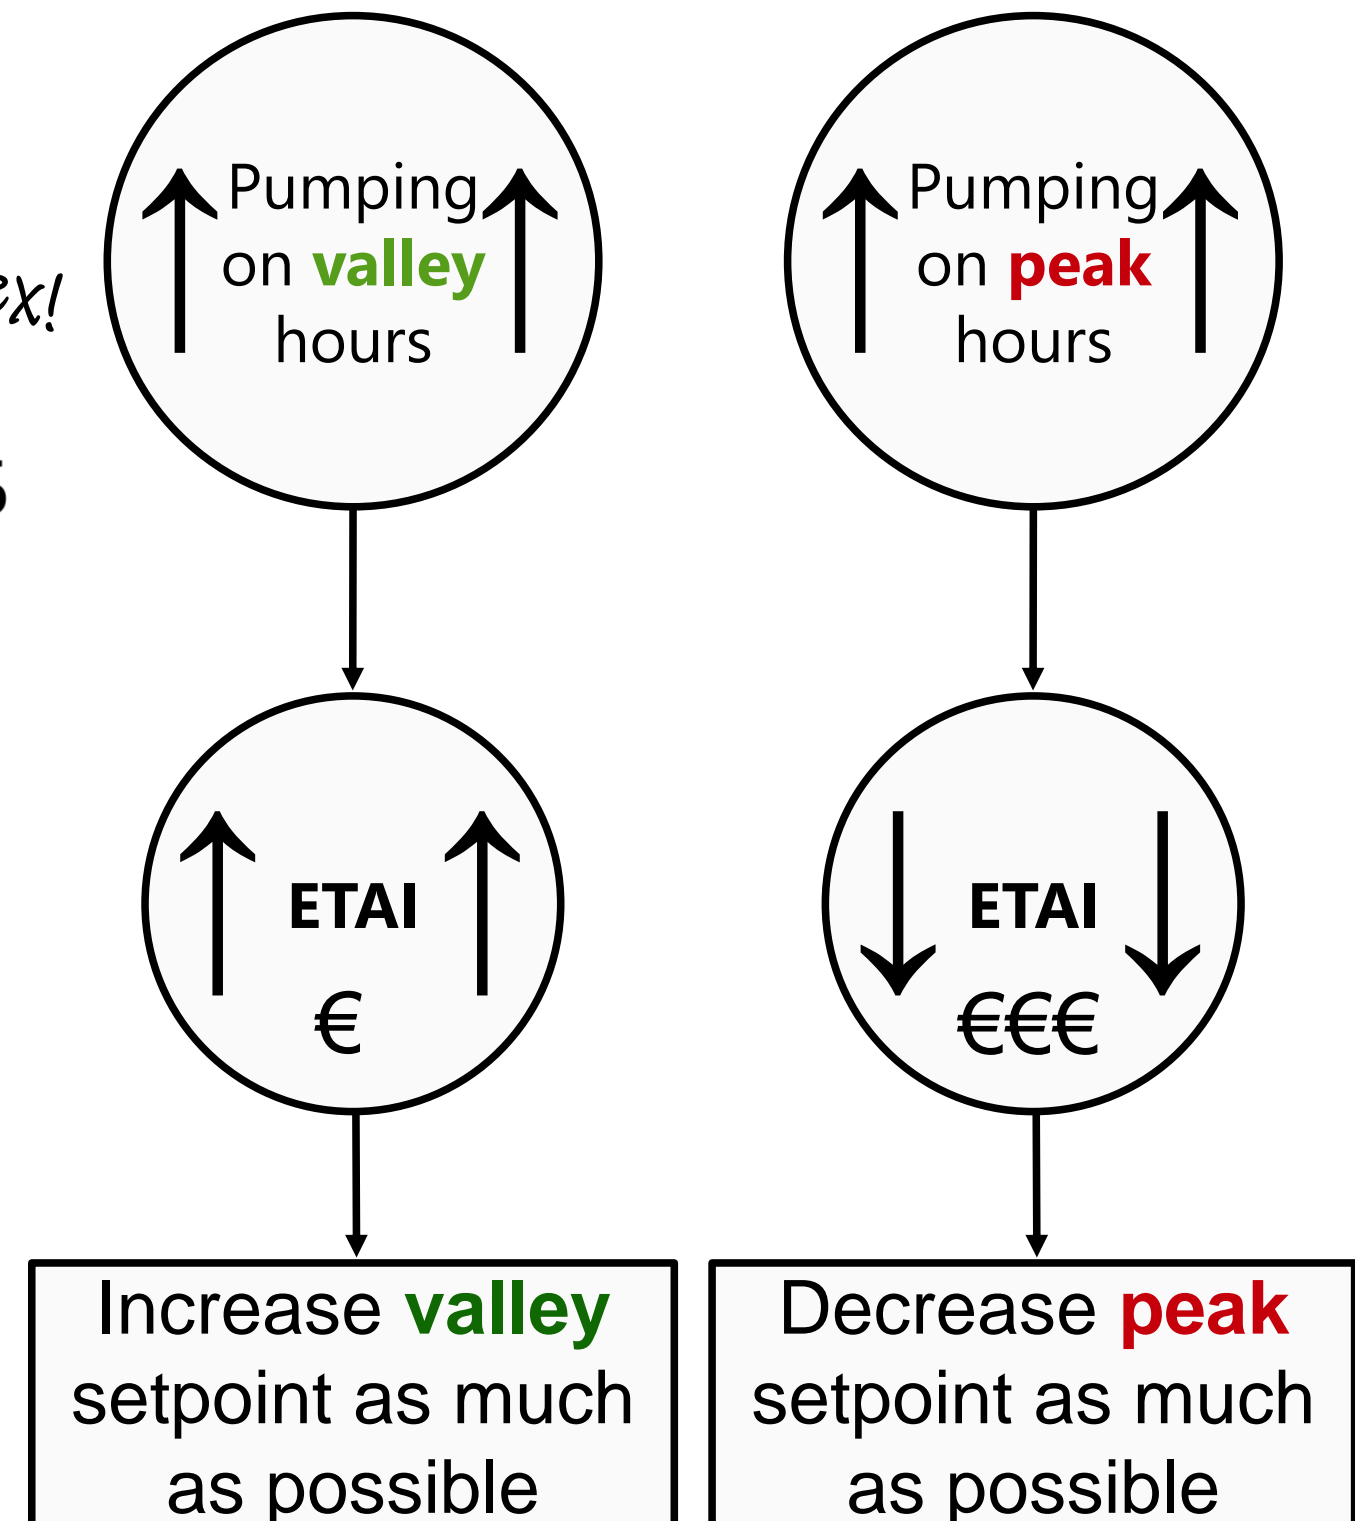 Pumping
on valley
hours
Pumping
on peak
hours
ETAI
€
ETAI
€€€
Increase valley
setpoint as much
as possible
Decrease peak
setpoint as much
as possible